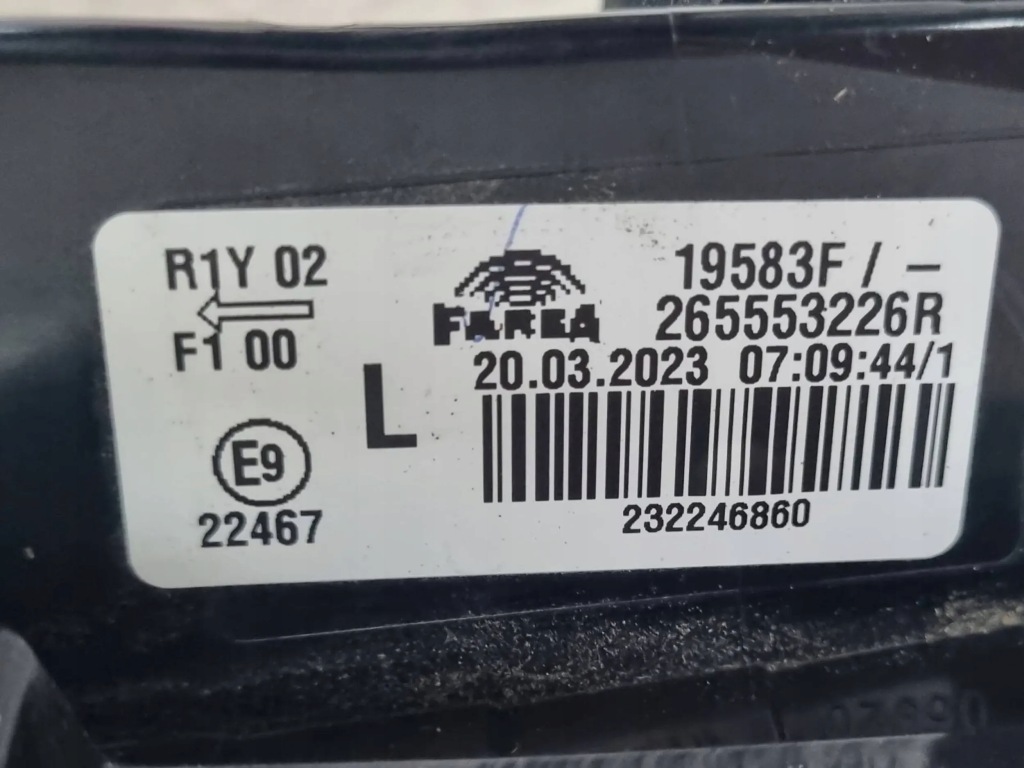 R1Y 02
F1 00
E9
22467
L
FAREA
19583F / –
265553226R
20.03.2023 07:09:44/1
232246860